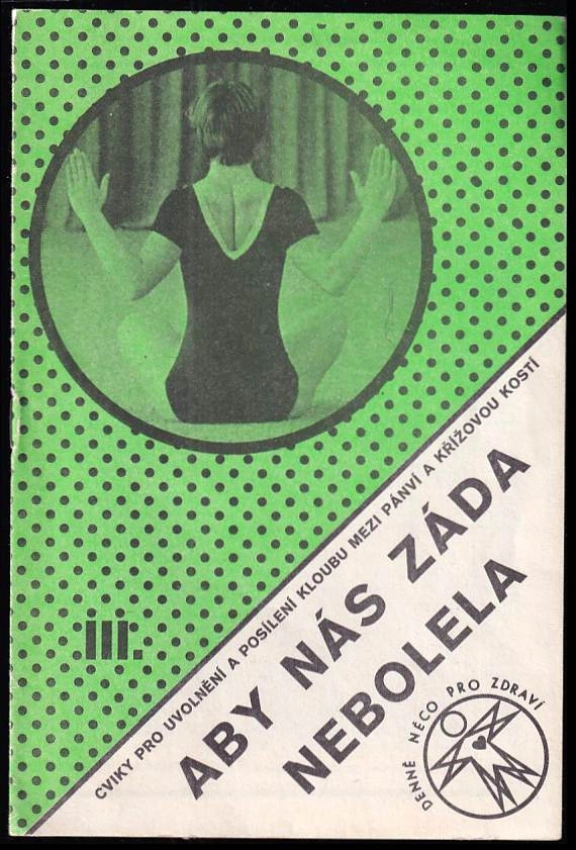 III.
CVIKY PRO UVOLNĚNÍ A POSÍLENÍ KLOUBU MEZI PÁNVÍ A KŘÍŽOVOU KOSTÍ
ABY NÁS ZÁDA
NEBOLELA
DENNĚ NĚCO PRO ZDRAVÍ